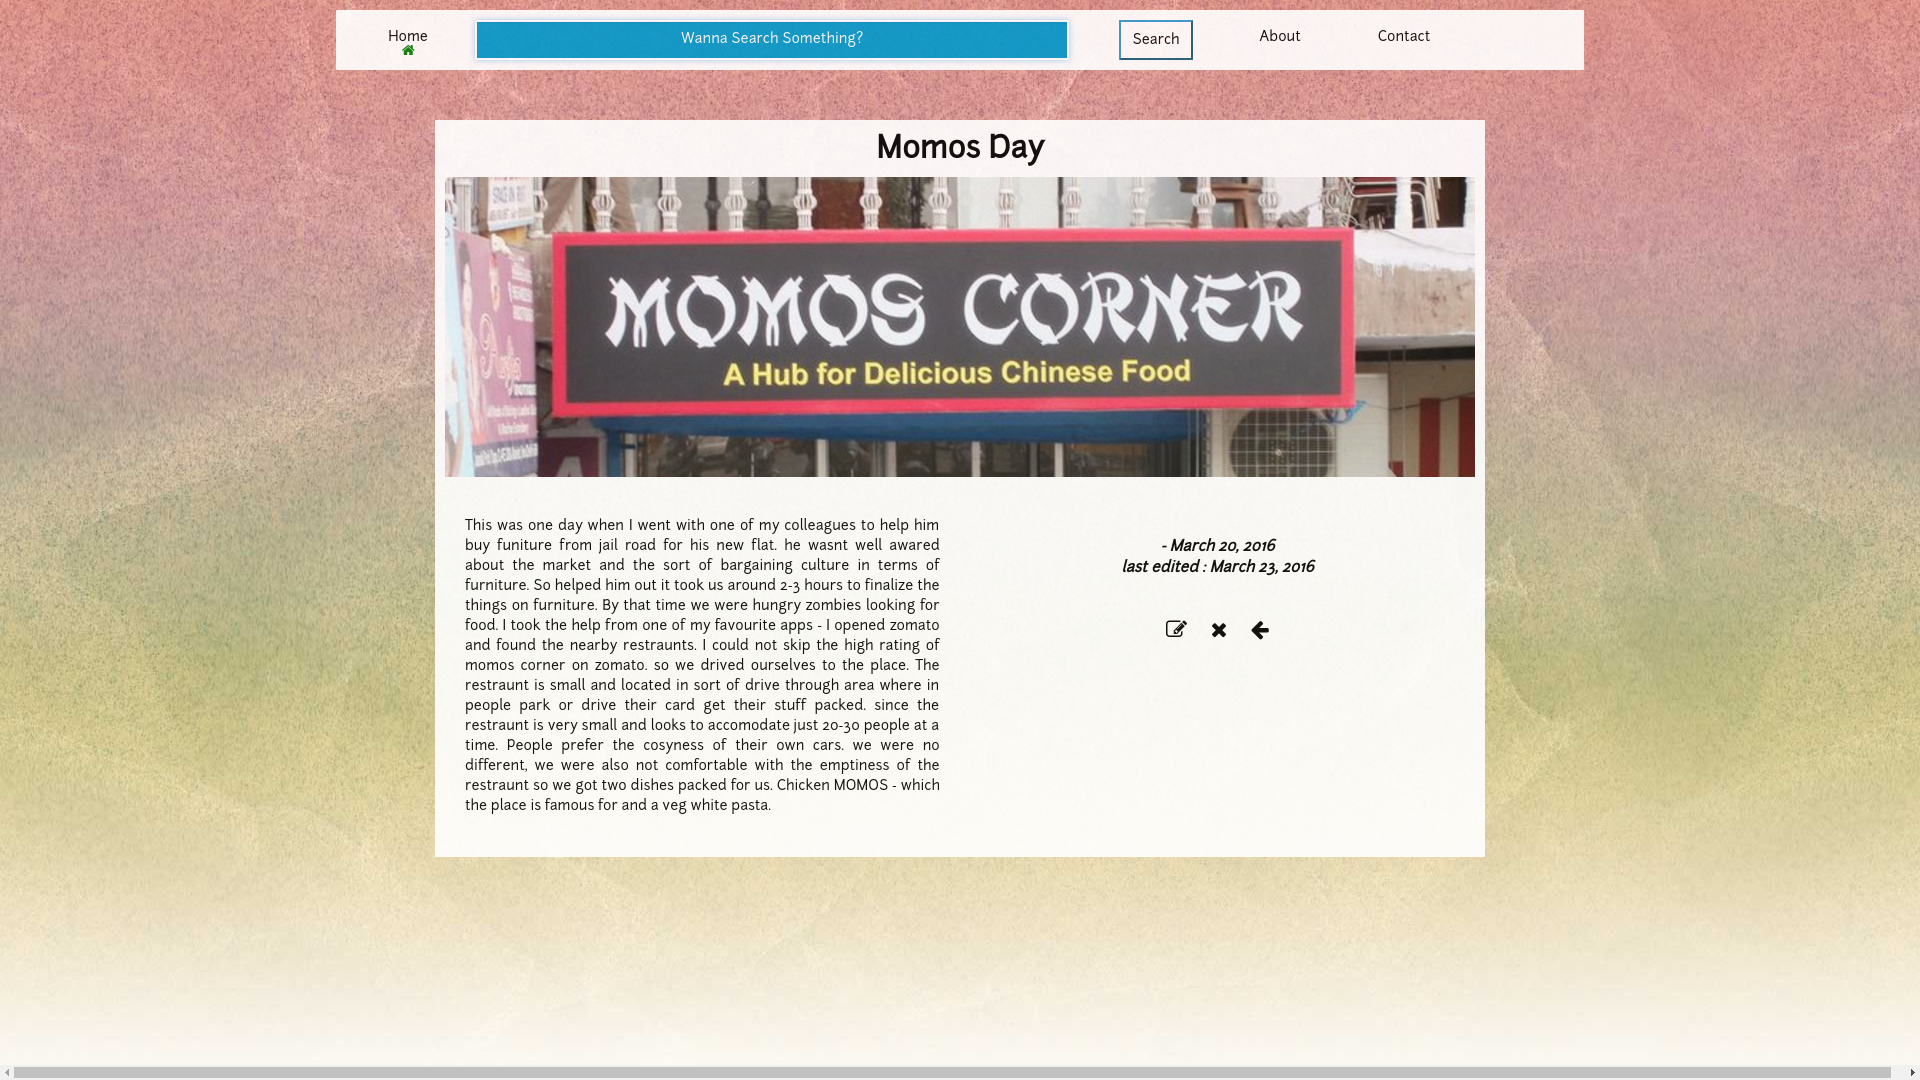 Home
Wanna Search Something?
Search
About
Contact
Momos Day
MOMOS CORNER
A Hub for Delicious Chinese Food
This was one day when I went with one of my colleagues to help him
buy funiture from jail road for his new flat. he wasnt well awared
about the market and the sort of bargaining culture in terms of
furniture. So helped him out it took us around 2-3 hours to finalize the
things on furniture. By that time we were hungry zombies looking for
food. I took the help from one of my favourite apps - I opened zomato
and found the nearby restraunts. I could not skip the high rating of
momos corner on zomato. so we drived ourselves to the place. The
restraunt is small and located in sort of drive through area where in
people park or drive their card get their stuff packed. since the
restraunt is very small and looks to accomodate just 20-30 people at a
time. People prefer the cosyness of their own cars. we were no
different, we were also not comfortable with the emptiness of the
restraunt so we got two dishes packed for us. Chicken MOMOS - which
the place is famous for and a veg white pasta.
- March 20, 2016
last edited : March 23, 2016